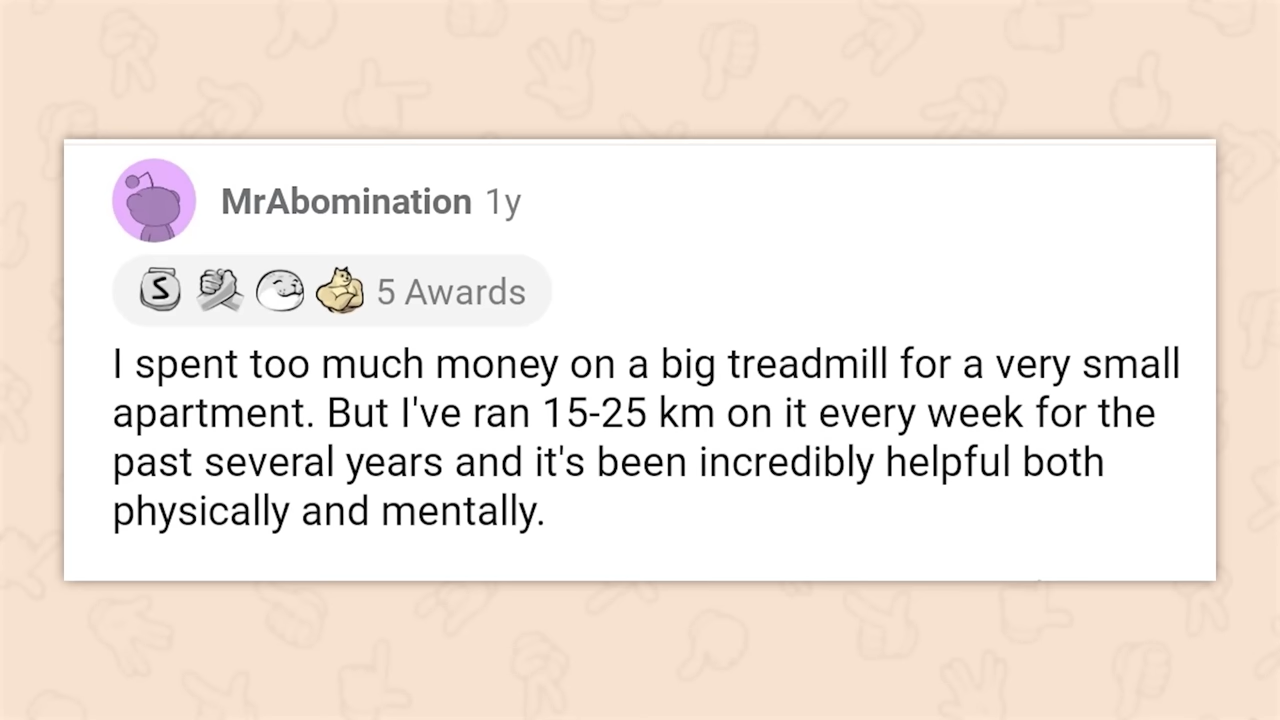 MrAbomination 1y
S 5 Awards
I spent too much money on a big treadmill for a very small
apartment. But I've ran 15-25 km on it every week for the
past several years and it's been incredibly helpful both
physically and mentally.